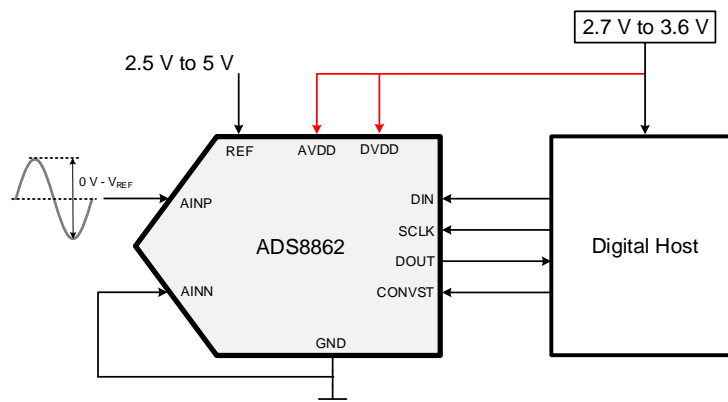 2.7 V to 3.6 V
2.5 V to 5 V
REF
AVDD
DVDD
0 V - VREF
AINP
DIN
SCLK
ADS8862
DOUT
Digital Host
AINN
CONVST
GND